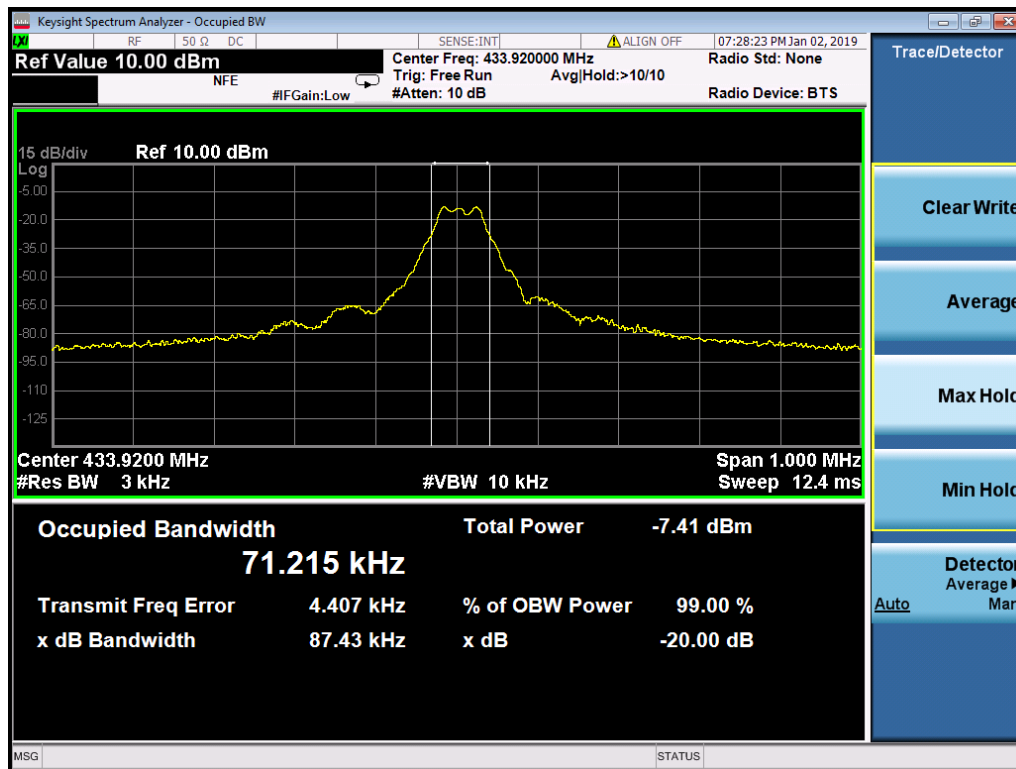 Keysight Spectrum Analyzer - Occupied BW
LXI RF 50 Ω DC SENSE:INT ALIGN OFF 07:28:23 PM Jan 02, 2019
Ref Value 10.00 dBm Center Freq: 433.920000 MHz Radio Std: None
NFE Trig: Free Run Avg|Hold:>10/10
#IFGain:Low #Atten: 10 dB Radio Device: BTS
Trace/Detector
15 dB/div Ref 10.00 dBm
Log
-5.00
-20.0
-35.0
-50.0
-65.0
-80.0
-95.0
-110
-125
Center 433.9200 MHz Span 1.000 MHz
#Res BW 3 kHz #VBW 10 kHz Sweep 12.4 ms
Occupied Bandwidth Total Power -7.41 dBm
71.215 kHz
Transmit Freq Error 4.407 kHz % of OBW Power 99.00 %
x dB Bandwidth 87.43 kHz x dB -20.00 dB
Clear Write
Average
Max Hold
Min Hold
Detector
Average
Auto Man
MSG STATUS